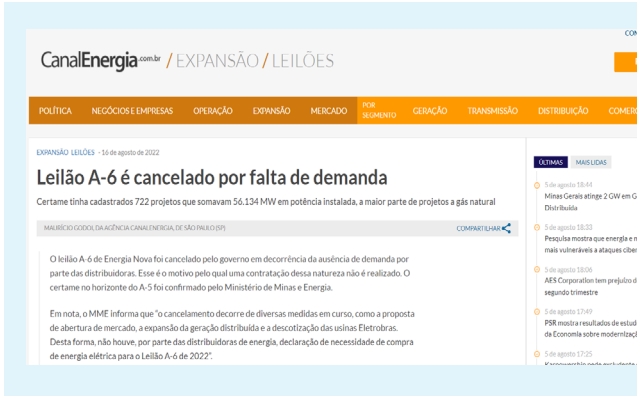 CanalEnergia.com.br / EXPANSÃO / LEILÕES
POLÍTICA NEGÓCIOS E EMPRESAS OPERAÇÃO EXPANSÃO MERCADO POR SEGMENTO GERAÇÃO TRANSMISSÃO DISTRIBUIÇÃO
EXPANSÃO LEILÕES - 16 de agosto de 2022
Leilão A-6 é cancelado por falta de demanda
Certame tinha cadastrados 722 projetos que somavam 56.134 MW em potência instalada, a maior parte de projetos a gás natural
MAURÍCIO GODOI, DA AGÊNCIA CANALENERGIA, DE SÃO PAULO (SP)
COMPARTILHAR
O leilão A-6 de Energia Nova foi cancelado pelo governo em decorrência da ausência de demanda por
parte das distribuidoras. Esse é o motivo pelo qual uma contratação dessa natureza não é realizado. O
certame no horizonte do A-5 foi confirmado pelo Ministério de Minas e Energia.
Em nota, o MME informa que "o cancelamento decorre de diversas medidas em curso, como a proposta
de abertura de mercado, a expansão da geração distribuída e a descotização das usinas Eletrobras.
Desta forma, não houve, por parte das distribuidoras de energia, declaração de necessidade de compra
de energia elétrica para o Leilão A-6 de 2022".
ÚLTIMAS MAIS LIDAS
5 de agosto 18:44
Minas Gerais atinge 2 GW em G
Distribuída
5 de agosto 18:33
Pesquisa mostra que energia e
mais vulneráveis a ataques ciber
5 de agosto 18:06
AES Corporation tem prejuízo d
segundo trimestre
5 de agosto 17:49
PSR mostra resultados de estud
da Economia sobre modernizaçã
5 de agosto 17:25